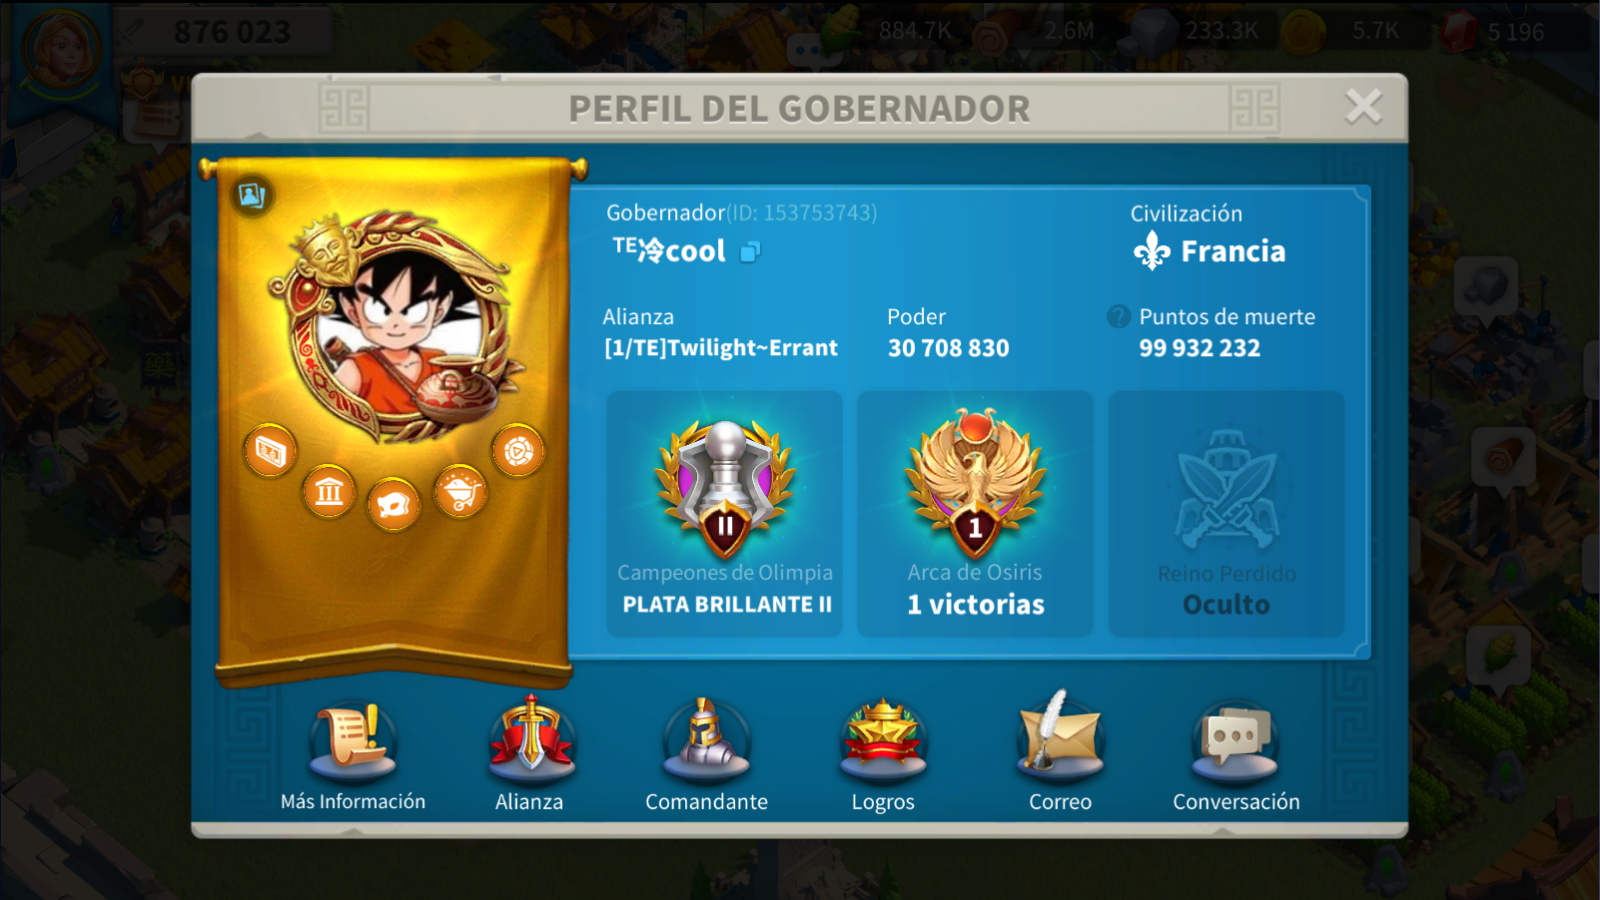 876 023
884.7K
2.6M
233.3K
5.7K
5 196
PERFIL DEL GOBERNADOR
Gobernador(ID: 153753743)
Civilización
ᵀᴱ冷cool
Francia
Alianza
Poder
Puntos de muerte
[1/TE]Twilight~Errant
30 708 830
99 932 232
II
1
Campeones de Olimpia
PLATA BRILLANTE II
Arca de Osiris
1 victorias
Reino Perdido
Oculto
Más Información
Alianza
Comandante
Logros
Correo
Conversación